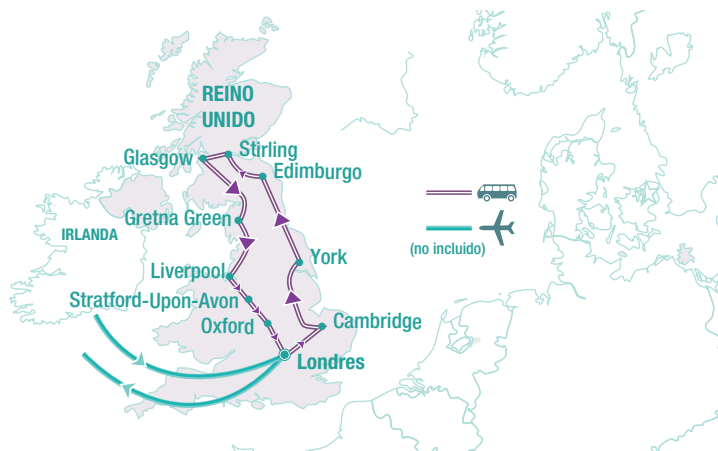 REINO
UNIDO
Glasgow
Stirling
Edimburgo
Gretna Green
IRLANDA
(no incluido)
York
Liverpool
Stratford-Upon-Avon
Oxford
Cambridge
Londres